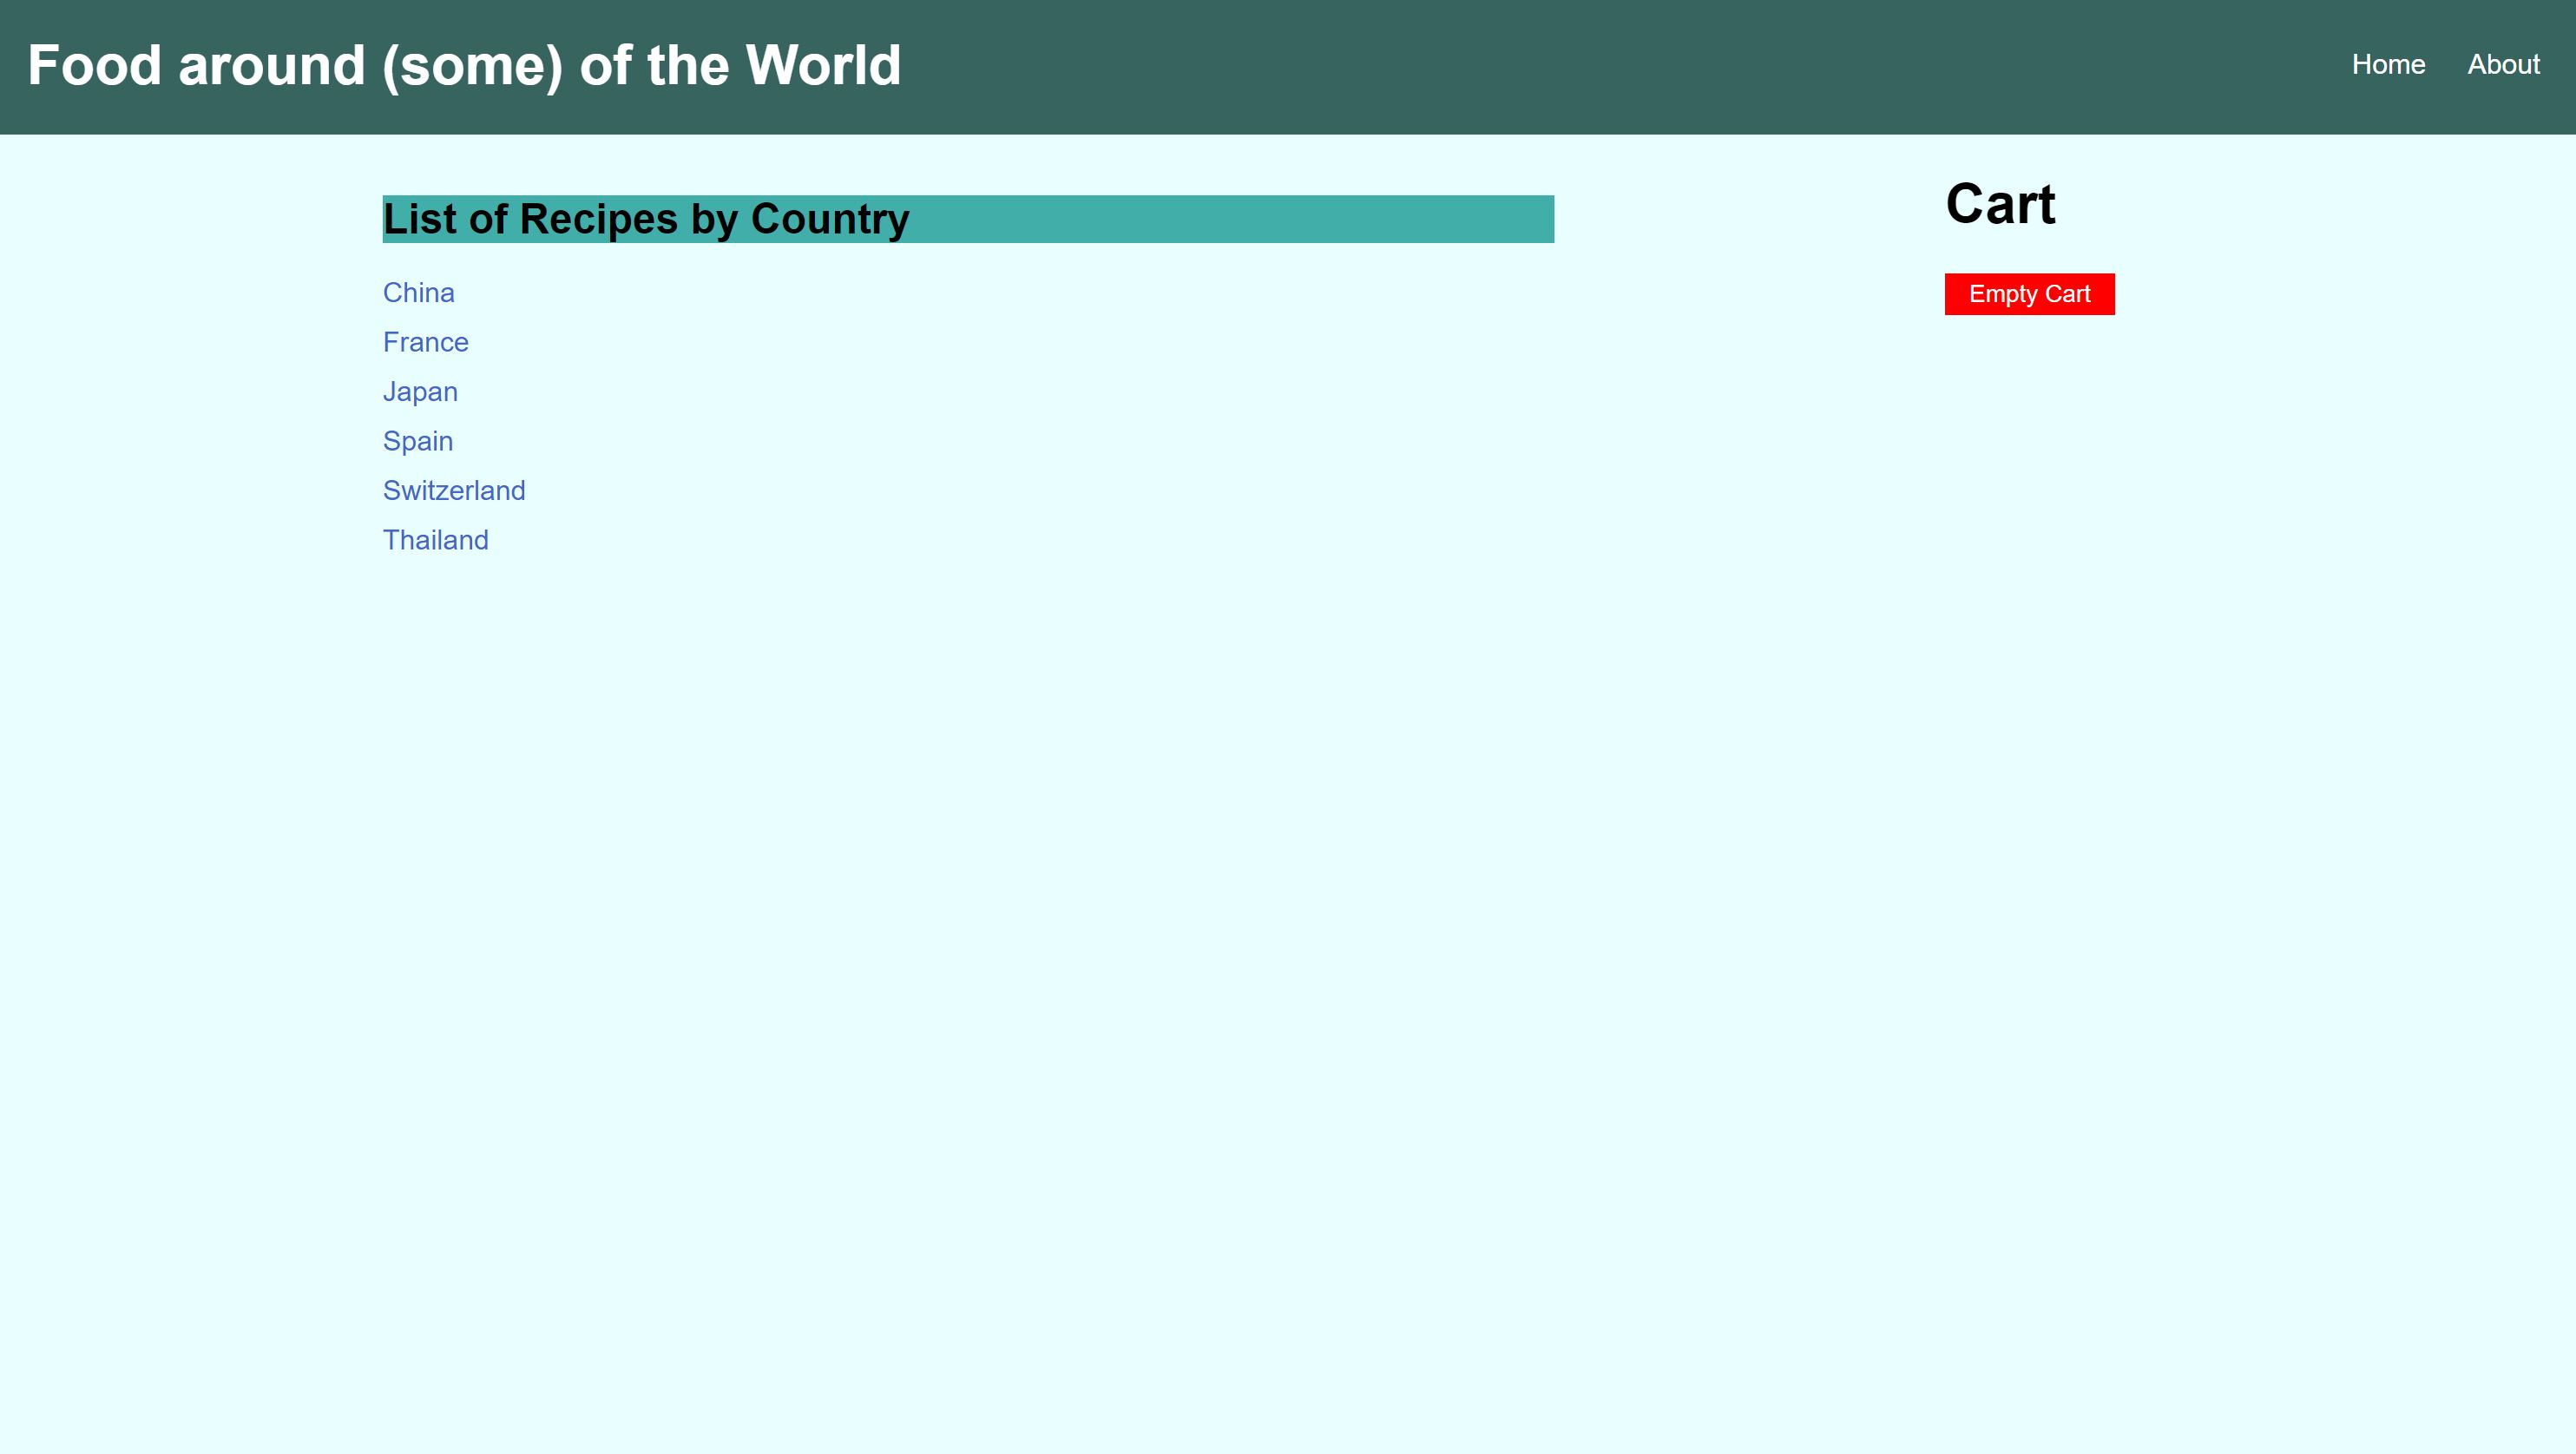 Food around (some) of the World
Home
About
List of Recipes by Country
China
France
Japan
Spain
Switzerland
Thailand
Cart
Empty Cart